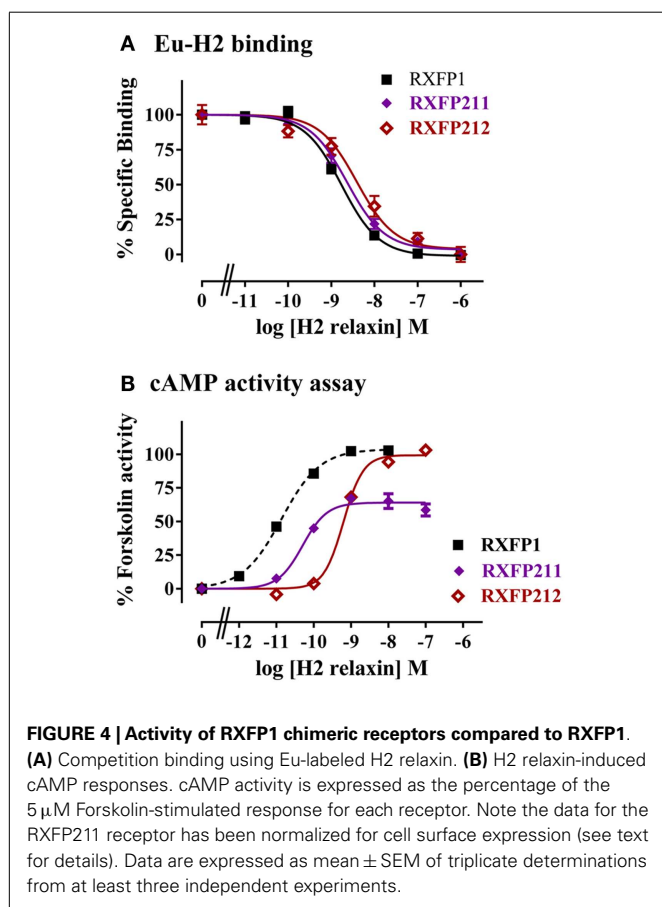 A Eu-H2 binding
RXFP1
RXFP211
RXFP212
% Specific Binding
100
75
50
25
0
0 -11 -10 -9 -8 -7 -6
log [H2 relaxin] M
B cAMP activity assay
% Forskolin activity
100
75
50
25
0
RXFP1
RXFP211
RXFP212
0 -12 -11 -10 -9 -8 -7 -6
log [H2 relaxin] M
FIGURE 4 | Activity of RXFP1 chimeric receptors compared to RXFP1.
(A) Competition binding using Eu-labeled H2 relaxin. (B) H2 relaxin-induced
cAMP responses. cAMP activity is expressed as the percentage of the
5 μM Forskolin-stimulated response for each receptor. Note the data for the
RXFP211 receptor has been normalized for cell surface expression (see text
for details). Data are expressed as mean ± SEM of triplicate determinations
from at least three independent experiments.